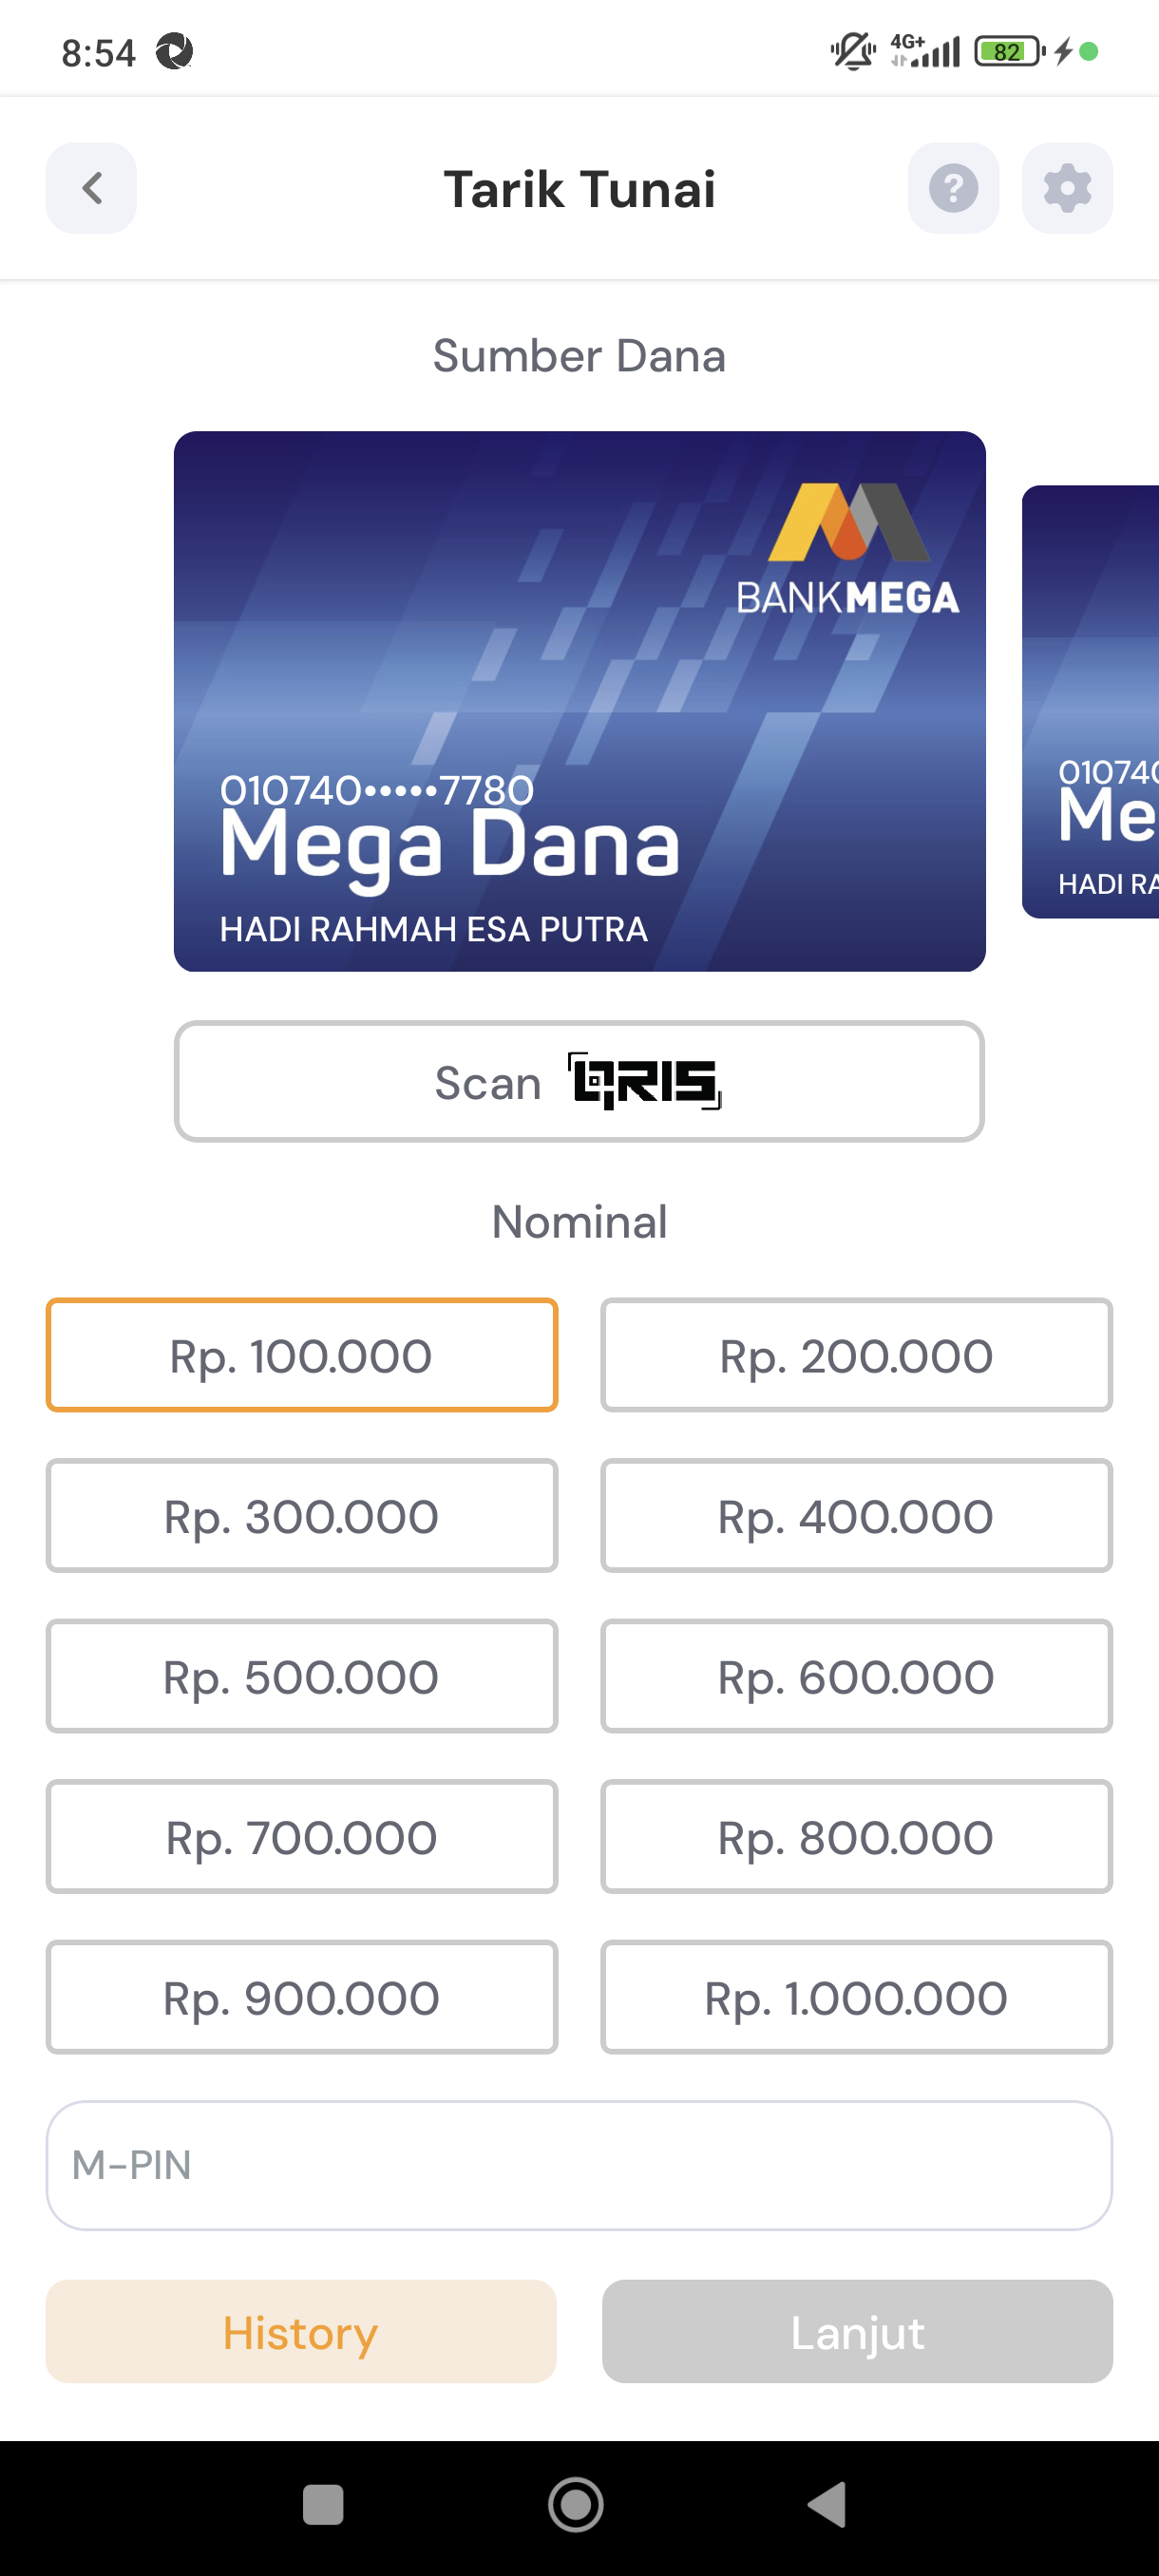 8:54
4G+
82
Tarik Tunai
?
Sumber Dana
BANKMEGA
010740•••••7780
Mega Dana
HADI RAHMAH ESA PUTRA
010740
Me
HADI RA
Scan QRIS
Nominal
Rp. 100.000
Rp. 200.000
Rp. 300.000
Rp. 400.000
Rp. 500.000
Rp. 600.000
Rp. 700.000
Rp. 800.000
Rp. 900.000
Rp. 1.000.000
M-PIN
History
Lanjut